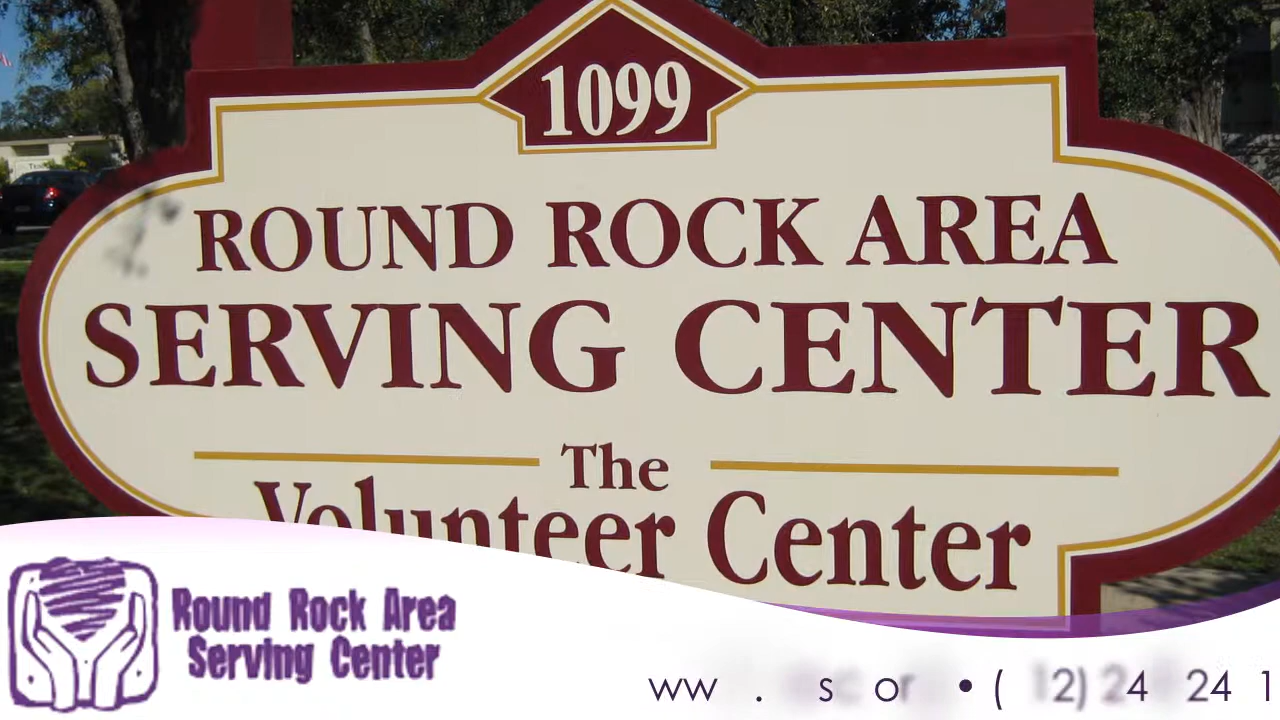 1099
ROUND ROCK AREA
SERVING CENTER
The
Volunteer Center
Round Rock Area
Serving Center